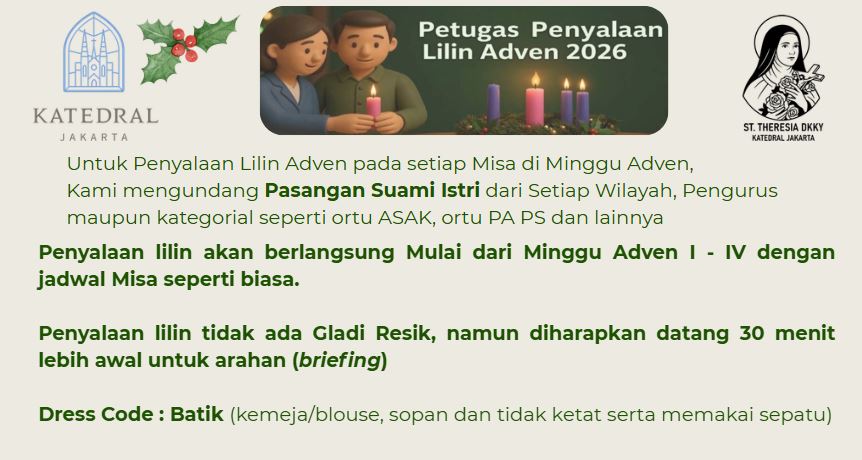 KATEDRAL
JAKARTA
Petugas Penyalaan
Lilin Adven 2026
ST. THERESIA DKKY
KATEDRAL JAKARTA
Untuk Penyalaan Lilin Adven pada setiap Misa di Minggu Adven,
Kami mengundang Pasangan Suami Istri dari Setiap Wilayah, Pengurus
maupun kategorial seperti ortu ASAK, ortu PA PS dan lainnya
Penyalaan lilin akan berlangsung Mulai dari Minggu Adven I - IV dengan
jadwal Misa seperti biasa.
Penyalaan lilin tidak ada Gladi Resik, namun diharapkan datang 30 menit
lebih awal untuk arahan (briefing)
Dress Code : Batik (kemeja/blouse, sopan dan tidak ketat serta memakai sepatu)